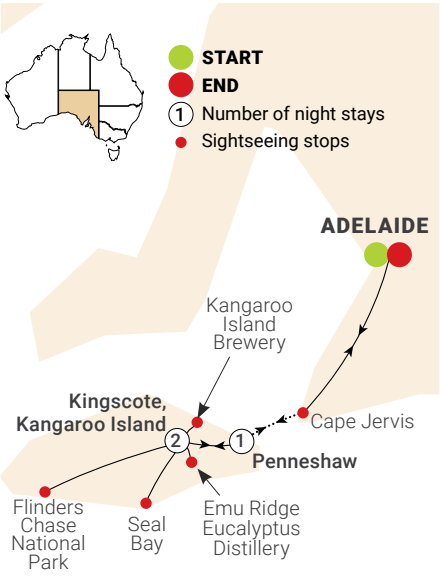 START
END
1 Number of night stays
Sightseeing stops
ADELAIDE
Kangaroo
Island
Brewery
Kingscote,
Kangaroo Island
2
1
Cape Jervis
Penneshaw
Flinders
Chase
National
Park
Seal
Bay
Emu Ridge
Eucalyptus
Distillery